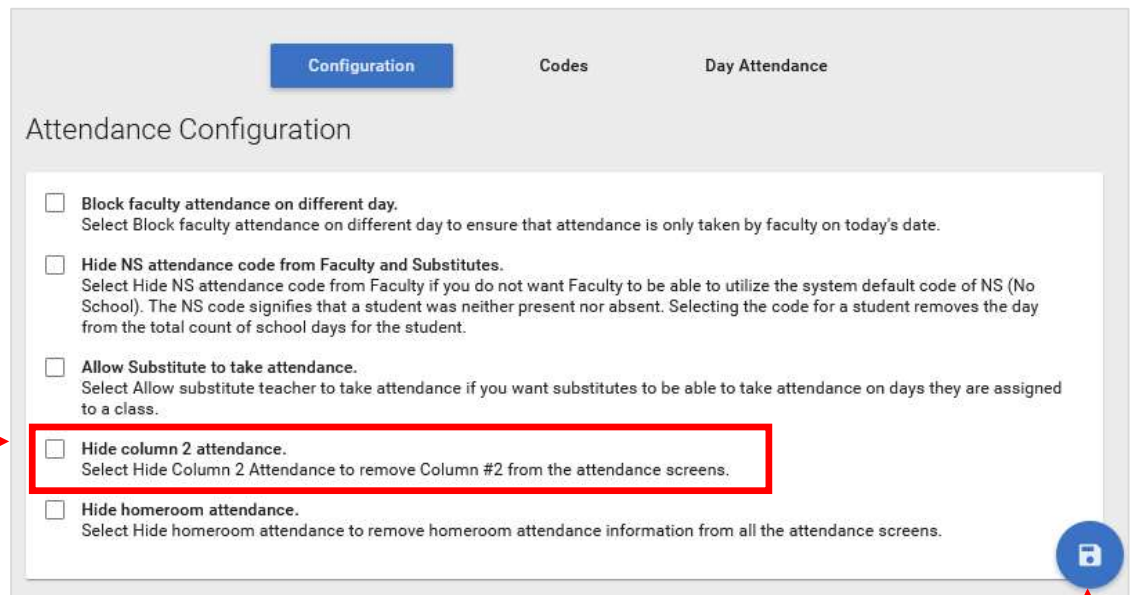 Configuration
Codes
Day Attendance
Attendance Configuration
Block faculty attendance on different day.
Select Block faculty attendance on different day to ensure that attendance is only taken by faculty on today's date.
Hide NS attendance code from Faculty and Substitutes.
Select Hide NS attendance code from Faculty if you do not want Faculty to be able to utilize the system default code of NS (No
School). The NS code signifies that a student was neither present nor absent. Selecting the code for a student removes the day
from the total count of school days for the student.
Allow Substitute to take attendance.
Select Allow substitute teacher to take attendance if you want substitutes to be able to take attendance on days they are assigned
to a class.
Hide column 2 attendance.
Select Hide Column 2 Attendance to remove Column #2 from the attendance screens.
Hide homeroom attendance.
Select Hide homeroom attendance to remove homeroom attendance information from all the attendance screens.